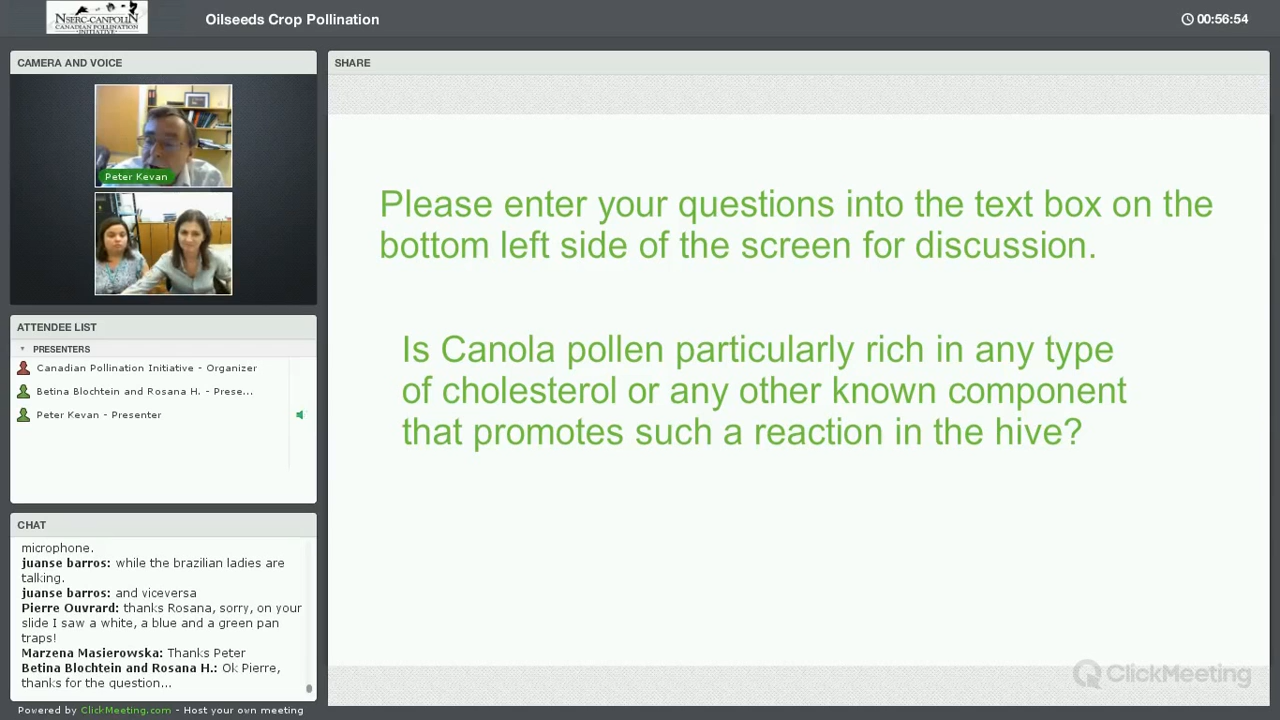 NSERC-CANPOLIN
CANADIAN POLLINATION
INITIATIVE
Oilseeds Crop Pollination
00:56:54
CAMERA AND VOICE
Peter Kevan
ATTENDEE LIST
PRESENTERS
Canadian Pollination Initiative - Organizer
Betina Blochtein and Rosana H. - Prese...
Peter Kevan - Presenter
CHAT
microphone.
juanse barros: while the brazilian ladies are
talking.
juanse barros: and viceversa
Pierre Ouvrard: thanks Rosana, sorry, on your
slide I saw a white, a blue and a green pan
traps!
Marzena Masierowska: Thanks Peter
Betina Blochtein and Rosana H.: Ok Pierre,
thanks for the question...
Powered by ClickMeeting.com - Host your own meeting
SHARE
Please enter your questions into the text box on the
bottom left side of the screen for discussion.
Is Canola pollen particularly rich in any type
of cholesterol or any other known component
that promotes such a reaction in the hive?
ClickMeeting